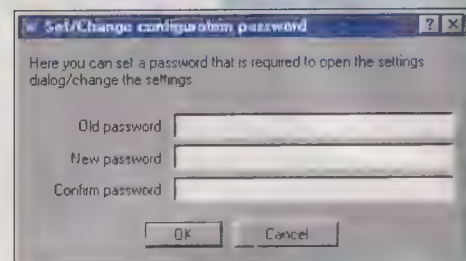 Set/Change configuration password
Here you can set a password that is required to open the settings
dialog/change the settings
Old password
New password
Confirm password
OK
Cancel